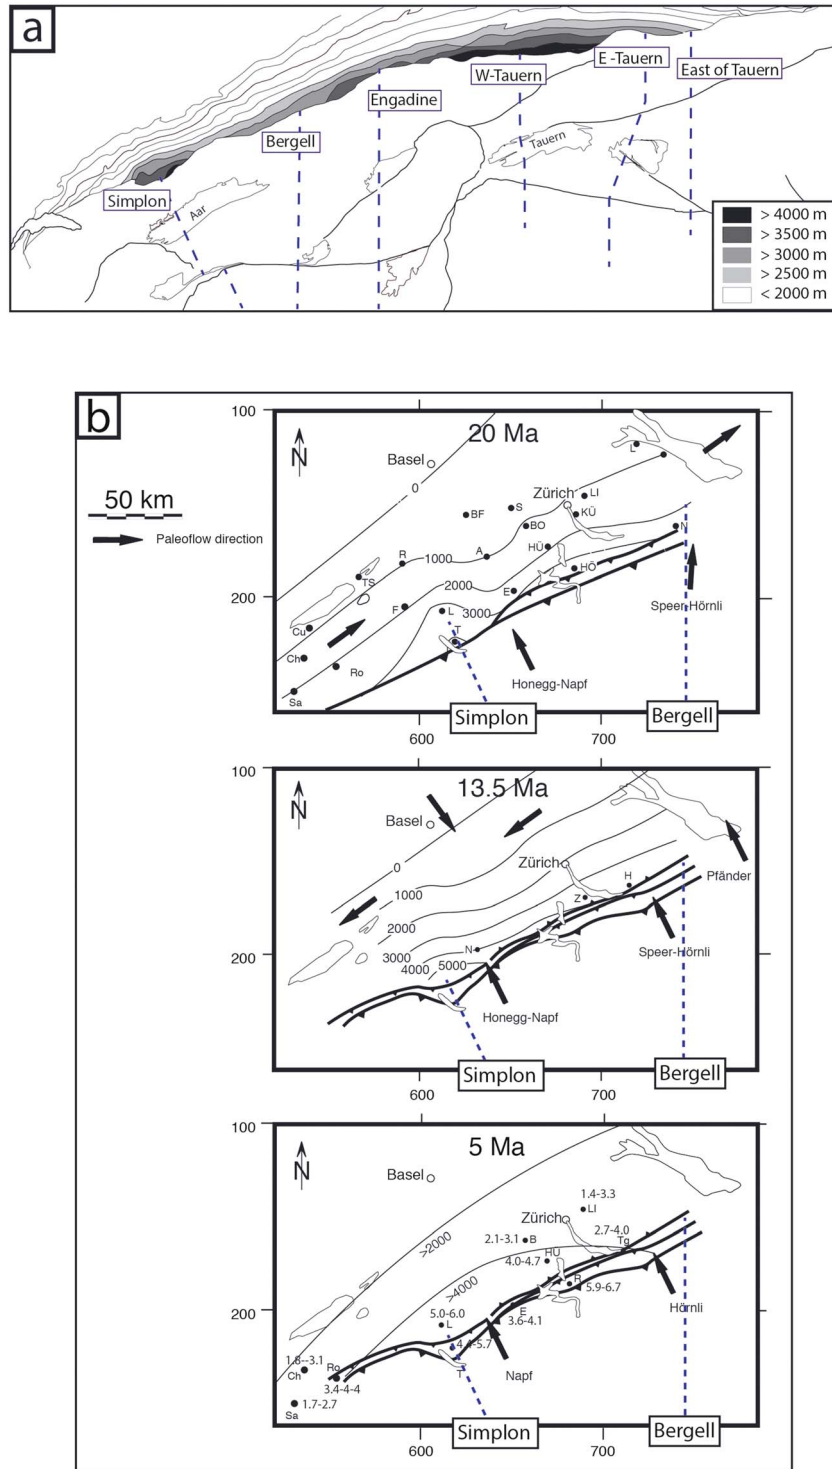 a
E -Tauern
W-Tauern
East of Tauern
Engadine
Bergell
Tauern
Simplon
Aar
> 4000 m
> 3500 m
> 3000 m
> 2500 m
< 2000 m
b
50 km
Paleoflow direction
100
20 Ma
N
Basel
0
L
Zürich
LI
S
BF
BO
KÜ
N
R
1000
A
HÜ
TS
2000
HÖ
200
F
E
L
3000
Speer-Hörnli
Cu
T
Ch
Ro
Honegg-Napf
Sa
Simplon
Bergell
600
700
100
13.5 Ma
N
Basel
0
Zürich
1000
H
Pfänder
Z
2000
200
3000
N
4000
5000
Speer-Hörnli
Honegg-Napf
Simplon
Bergell
600
700
100
5 Ma
N
Basel
1.4-3.3
LI
Zürich
2.7-4.0
>2000
2.1-3.1
B
Tg
HÜ
4.0-4.7
>4000
R
5.9-6.7
200
5.0-6.0
E
Hörnli
L
3.6-4.1
4.4-5.7
1.8--3.1
Ro
T
Napf
Ch
3.4-4-4
1.7-2.7
Sa
Simplon
Bergell
600
700